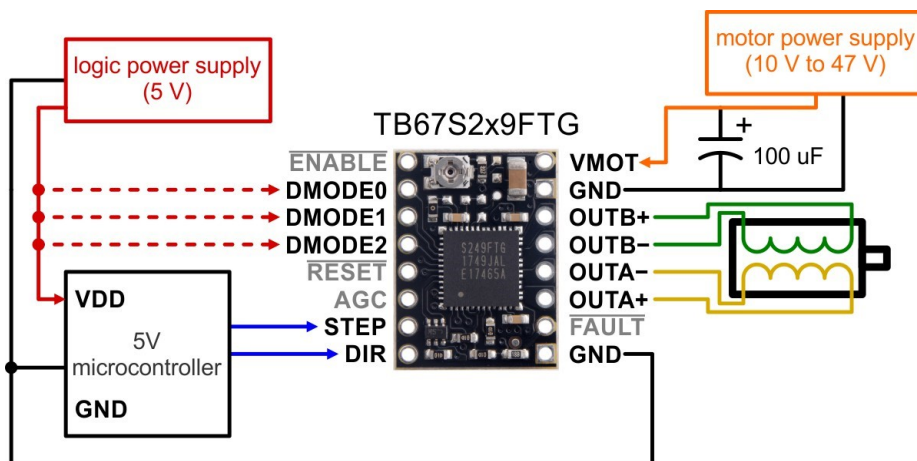 logic power supply
(5 V)
motor power supply
(10 V to 47 V)
TB67S2x9FTG
+
100 uF
ENABLE
DMODE0
DMODE1
DMODE2
RESET
AGC
STEP
DIR
S249FTG
1749JAL
E17465A
VMOT
GND
OUTB+
OUTB−
OUTA−
OUTA+
FAULT
GND
VDD
5V
microcontroller
GND